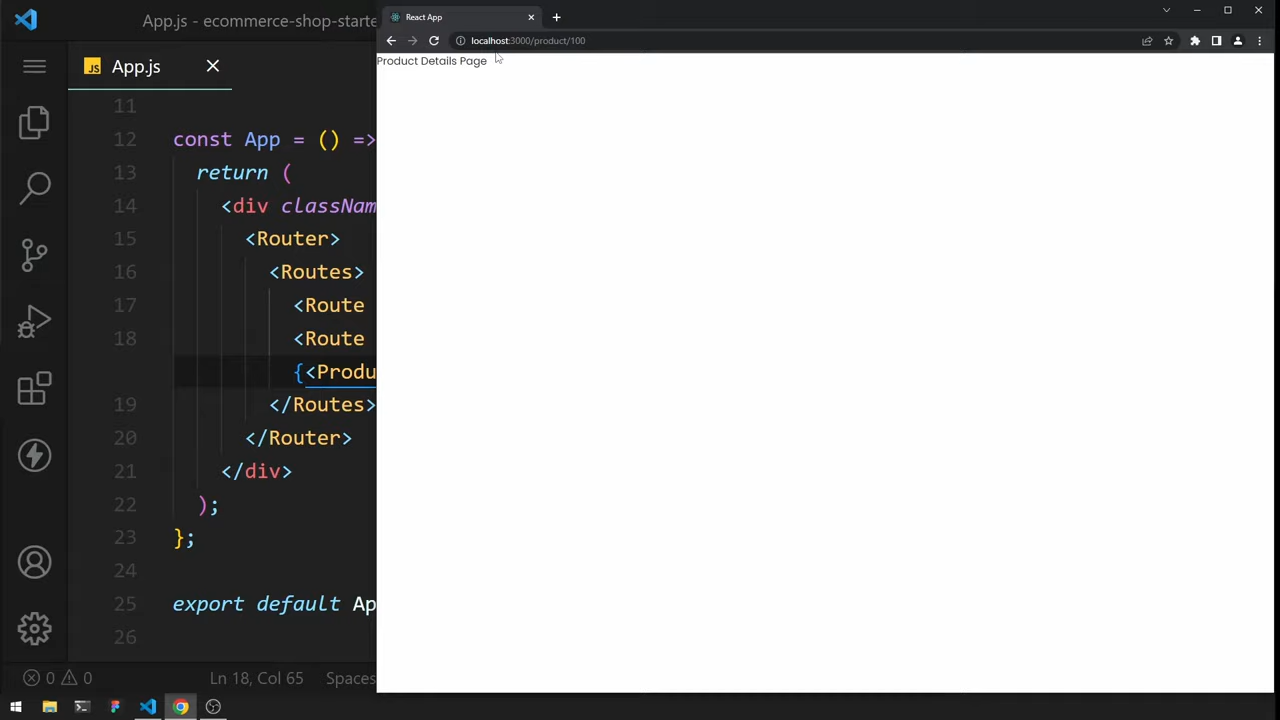 App.js - ecommerce-shop-starte
React App
localhost:3000/product/100
JS App.js
Product Details Page
11
12 const App = () =>
13 return (
14 <div classNam
15 <Router>
16 <Routes>
17 <Route
18 <Route
{<Produ
19 </Routes>
20 </Router>
21 </div>
22 );
23 };
24
25 export default Ap
26
0 0 Ln 18, Col 65 Spaces